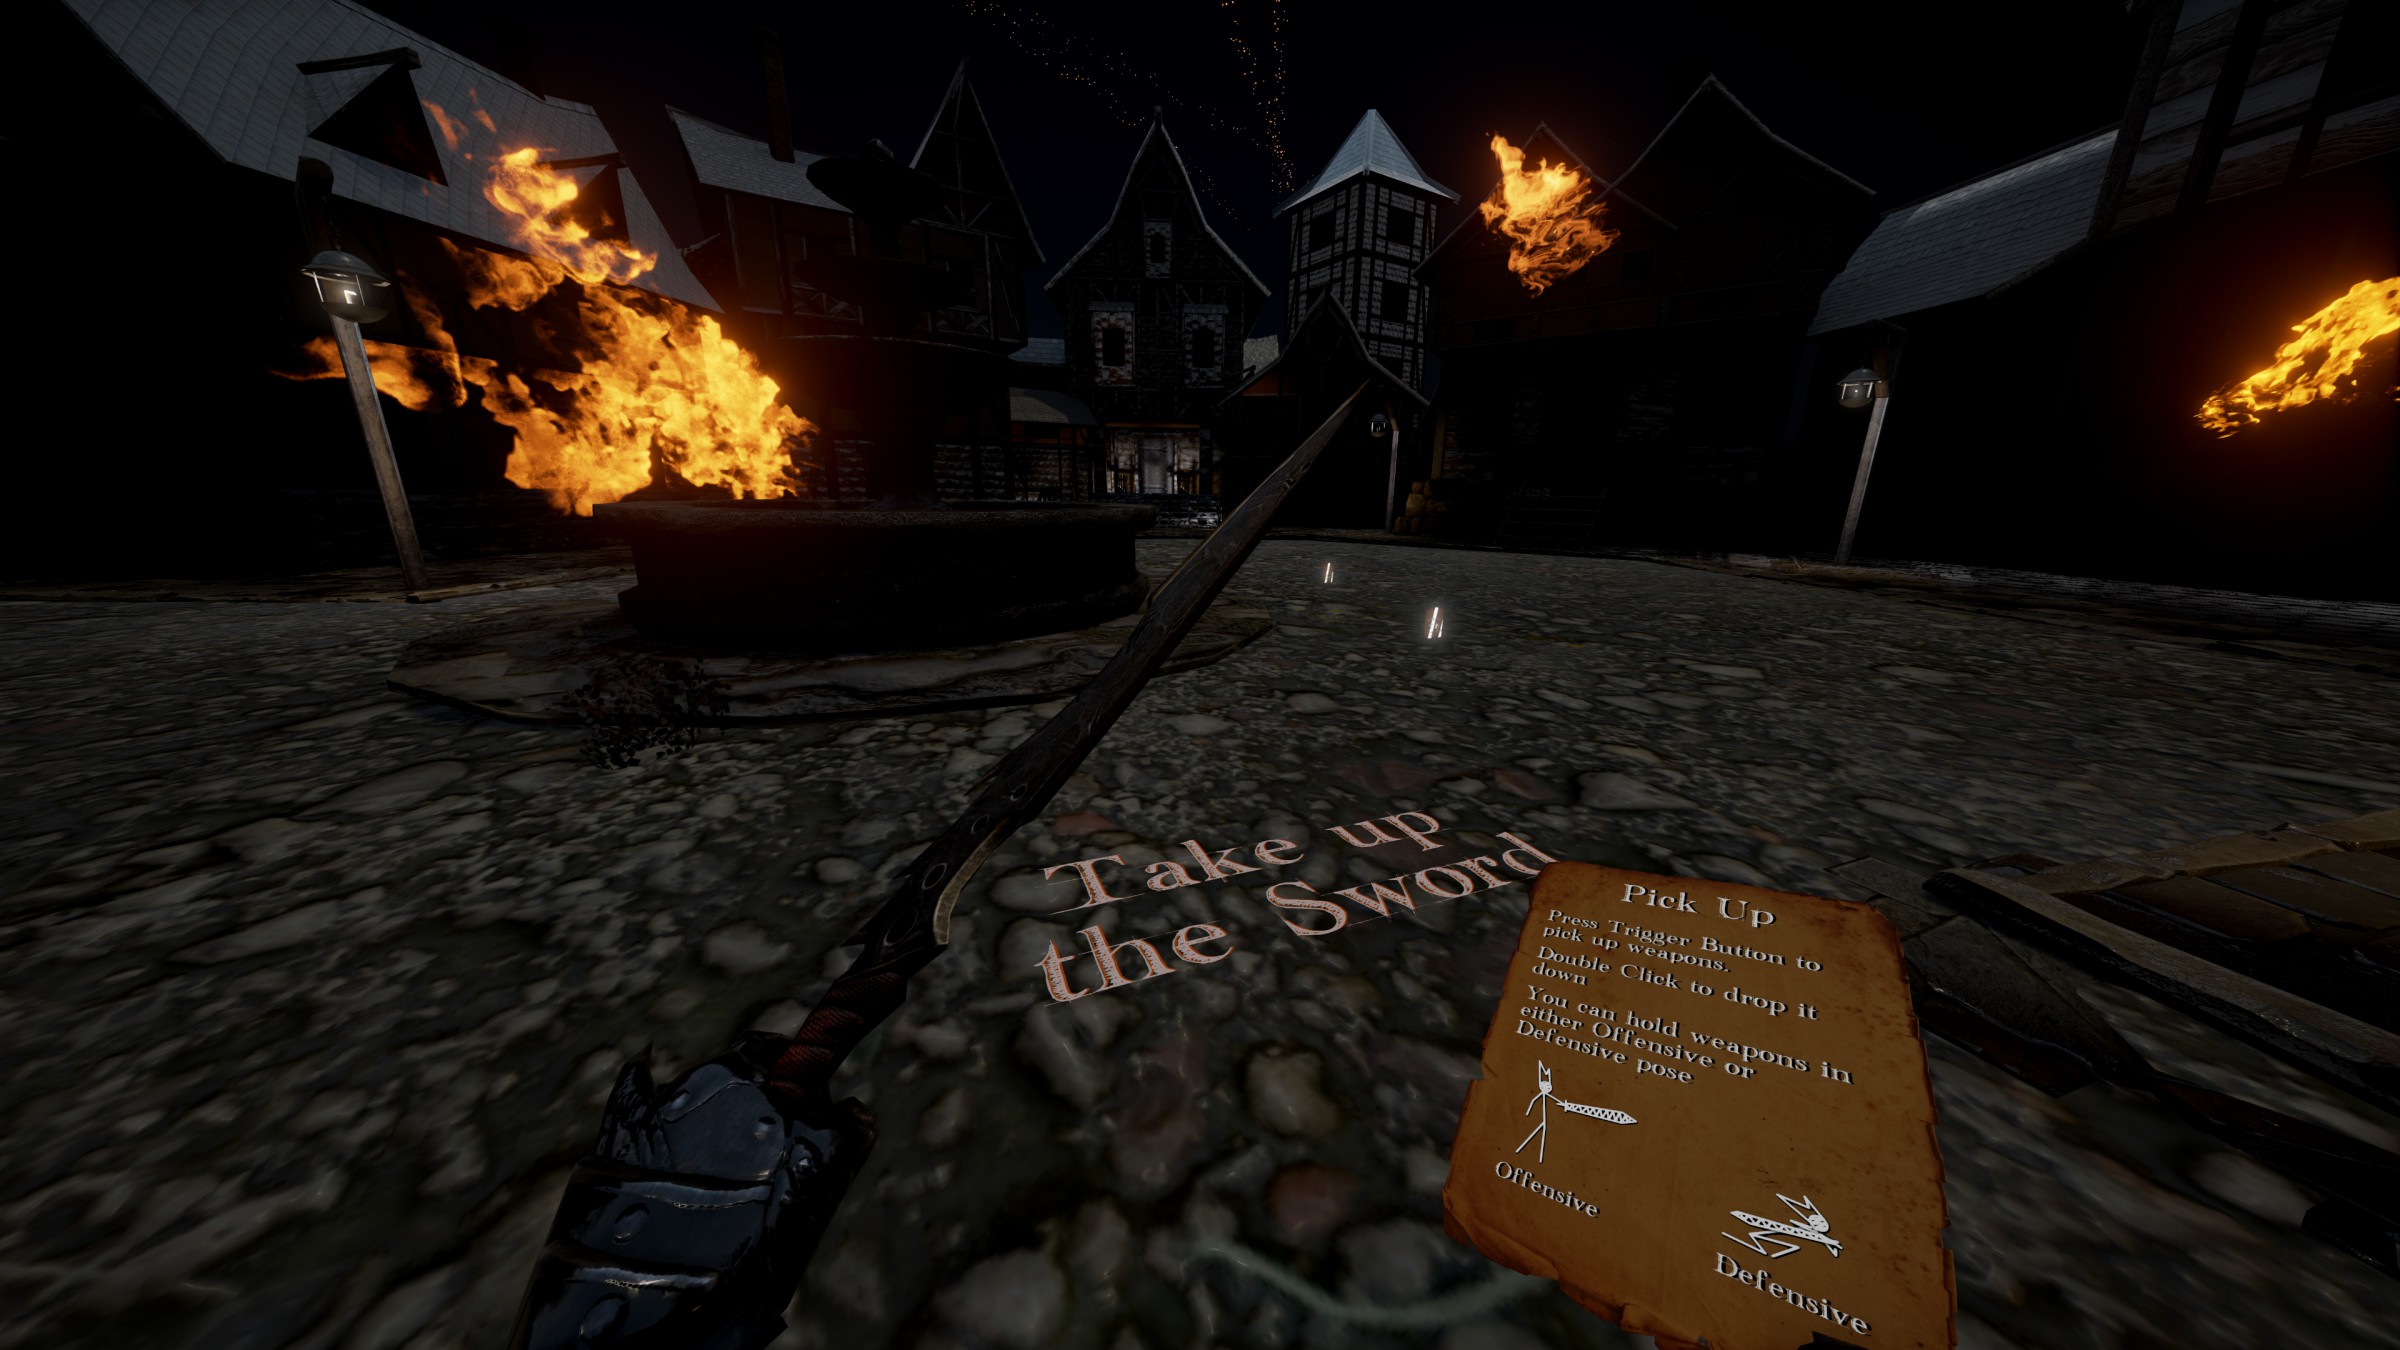 Take up
the Sword
Pick Up
Press Trigger Button to
pick up weapons.
Double Click to drop it
down
You can hold weapons in
either Offensive or
Defensive pose
Offensive
Defensive